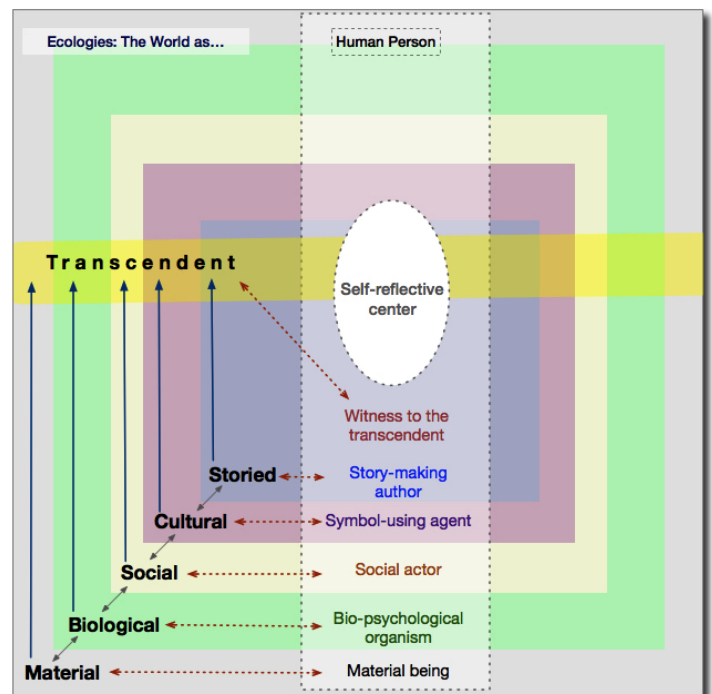 Ecologies: The World as...
Human Person
Transcendent
Self-reflective
center
Witness to the
transcendent
Storied
Story-making
author
Cultural
Symbol-using agent
Social
Social actor
Biological
Bio-psychological
organism
Material
Material being